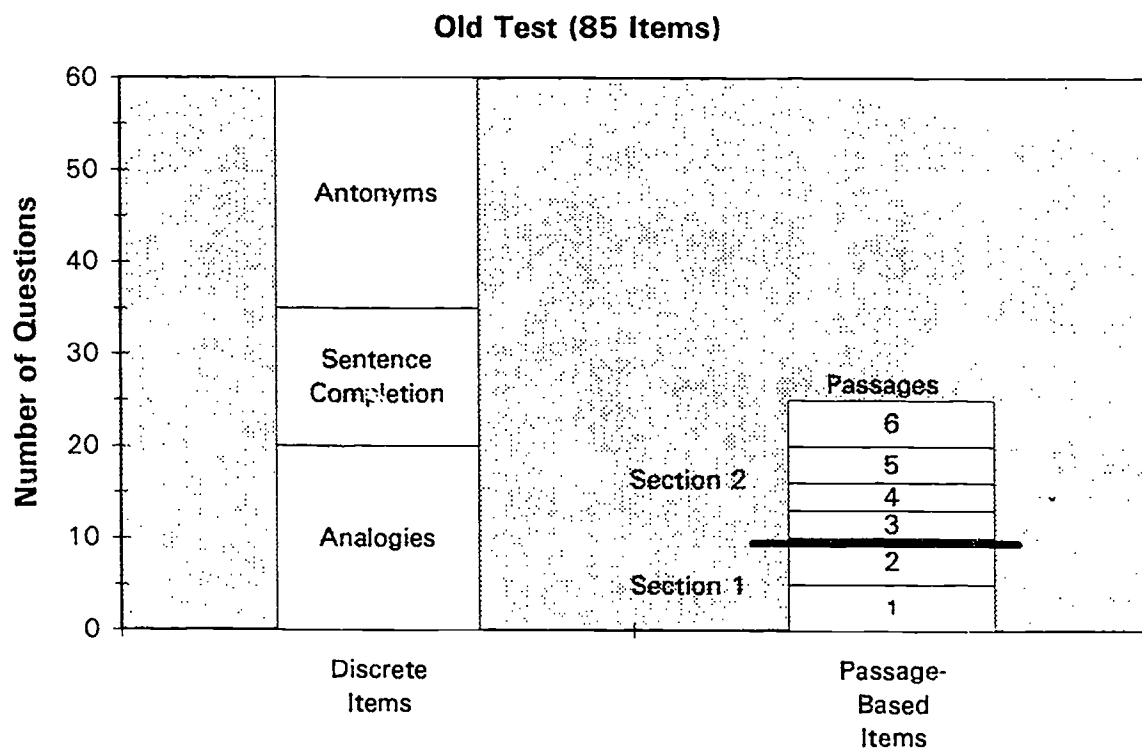 Old Test (85 Items)
Number of Questions
60
50
40
30
20
10
0
Antonyms
Sentence
Completion
Analogies
Passages
6
5
4
3
2
1
Section 2
Section 1
Discrete
Items
Passage-
Based
Items